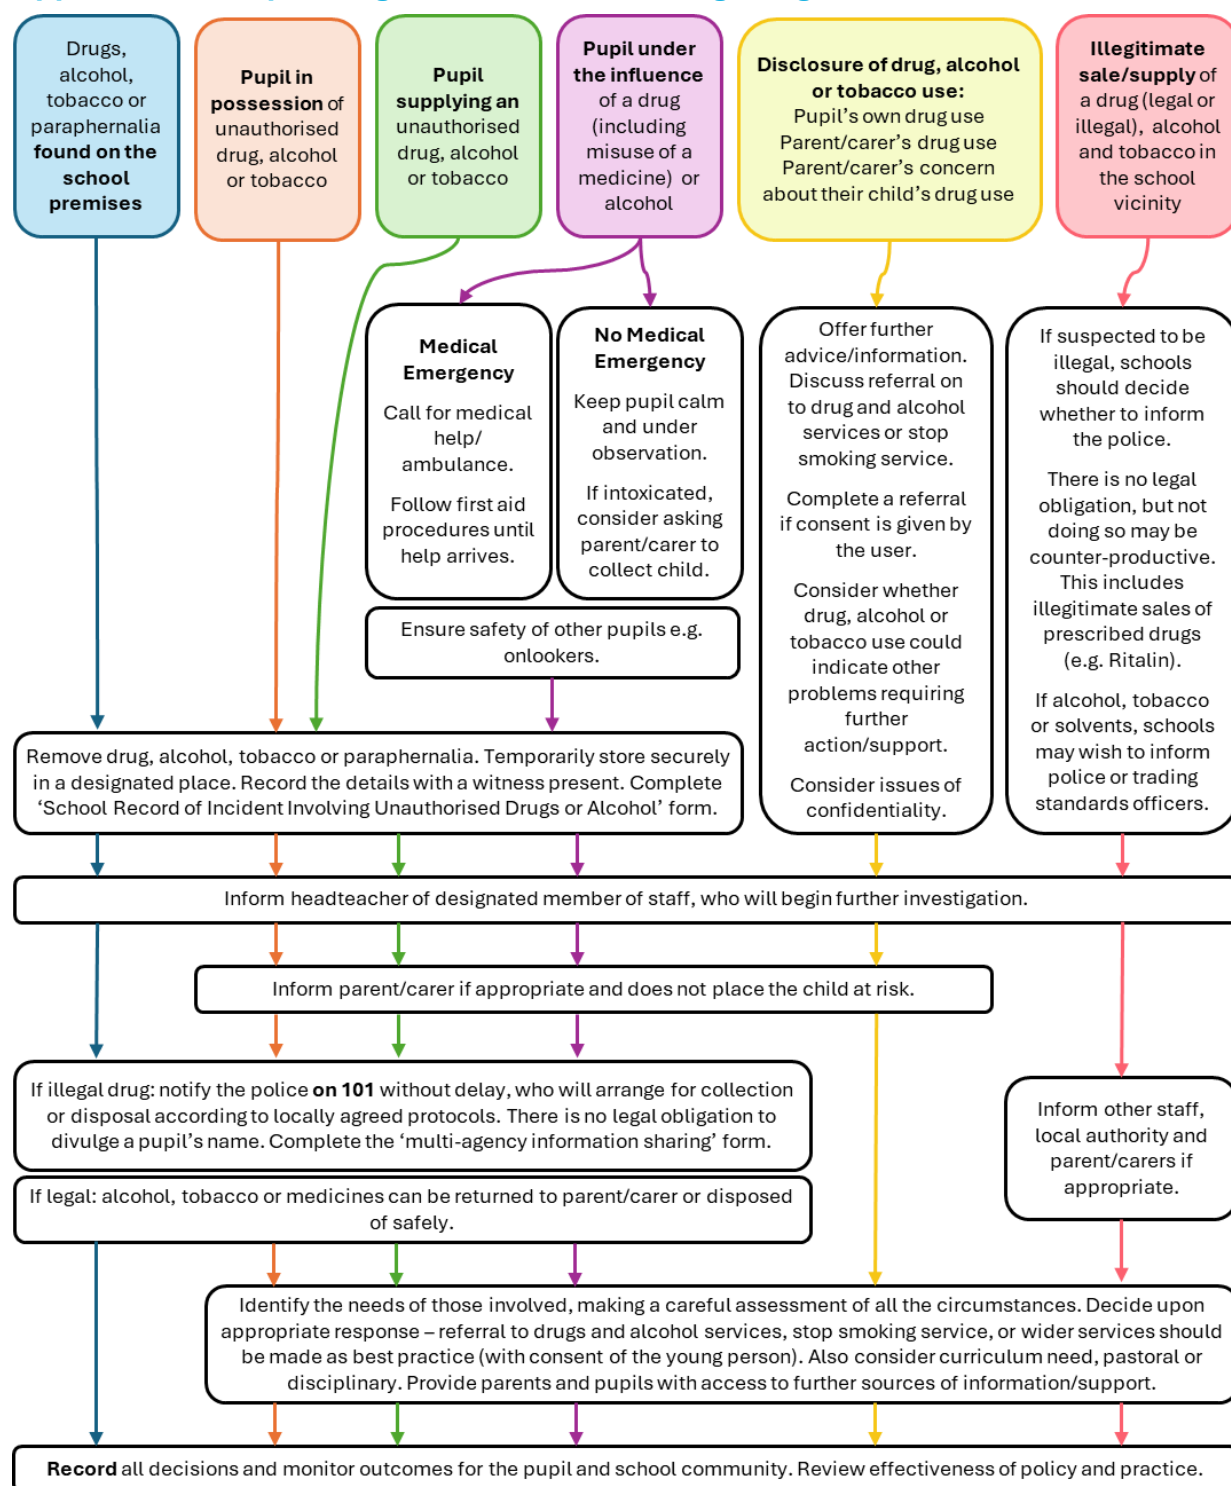 Drugs,
alcohol,
tobacco or
paraphernalia
found on the
school
premises
Pupil in
possession of
unauthorised
drug, alcohol
or tobacco
Pupil
supplying an
unauthorised
drug, alcohol
or tobacco
Pupil under
the influence
of a drug
(including
misuse of a
medicine) or
alcohol
Disclosure of drug, alcohol
or tobacco use:
Pupil's own drug use
Parent/carer's drug use
Parent/carer's concern
about their child's drug use
Illegitimate
sale/supply of
a drug (legal or
illegal), alcohol
and tobacco in
the school
vicinity
Medical
Emergency
Call for medical
help/
ambulance.
Follow first aid
procedures until
help arrives.
No Medical
Emergency
Keep pupil calm
and under
observation.
If intoxicated,
consider asking
parent/carer to
collect child.
Ensure safety of other pupils e.g.
onlookers.
Offer further
advice/information.
Discuss referral on
to drug and alcohol
services or stop
smoking service.
Complete a referral
if consent is given by
the user.
Consider whether
drug, alcohol or
tobacco use could
indicate other
problems requiring
further
action/support.
Consider issues of
confidentiality.
If suspected to be
illegal, schools
should decide
whether to inform
the police.
There is no legal
obligation, but not
doing so may be
counter-productive.
This includes
illegitimate sales of
prescribed drugs
(e.g. Ritalin).
If alcohol, tobacco
or solvents, schools
may wish to inform
police or trading
standards officers.
Remove drug, alcohol, tobacco or paraphernalia. Temporarily store securely
in a designated place. Record the details with a witness present. Complete
‘School Record of Incident Involving Unauthorised Drugs or Alcohol’ form.
Inform headteacher of designated member of staff, who will begin further investigation.
Inform parent/carer if appropriate and does not place the child at risk.
If illegal drug: notify the police on 101 without delay, who will arrange for collection
or disposal according to locally agreed protocols. There is no legal obligation to
divulge a pupil's name. Complete the ‘multi-agency information sharing’ form.
If legal: alcohol, tobacco or medicines can be returned to parent/carer or disposed
of safely.
Inform other staff,
local authority and
parent/carers if
appropriate.
Identify the needs of those involved, making a careful assessment of all the circumstances. Decide upon
appropriate response – referral to drugs and alcohol services, stop smoking service, or wider services should
be made as best practice (with consent of the young person). Also consider curriculum need, pastoral or
disciplinary. Provide parents and pupils with access to further sources of information/support.
Record all decisions and monitor outcomes for the pupil and school community. Review effectiveness of policy and practice.